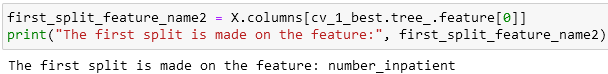 first_split_feature_name2 = X.columns[cv_1_best.tree_.feature[0]]
print("The first split is made on the feature:", first_split_feature_name2)
The first split is made on the feature: number_inpatient